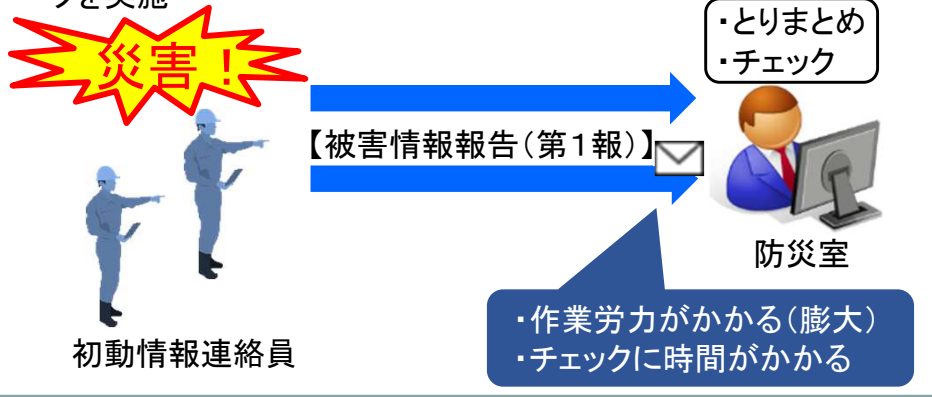 ・とりまとめ
・チェック
災害！
【被害情報報告（第１報）】
防災室
・作業労力がかかる（膨大）
・チェックに時間がかかる
初動情報連絡員